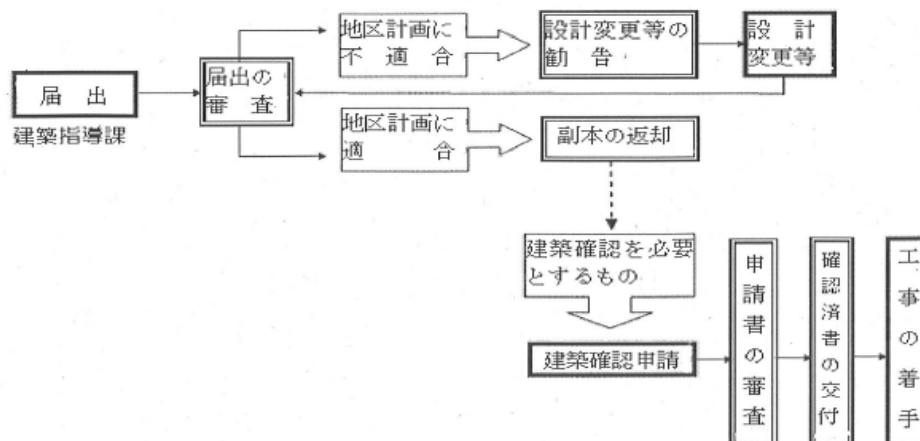 届出
建築指導課
届出の
審査
地区計画に
不適合
設計変更等の
勧告
設計
変更等
地区計画に
適合
副本の返却
建築確認を必要
とするもの
建築確認申請
申請書の審査
確認済書の交付
工事の着手